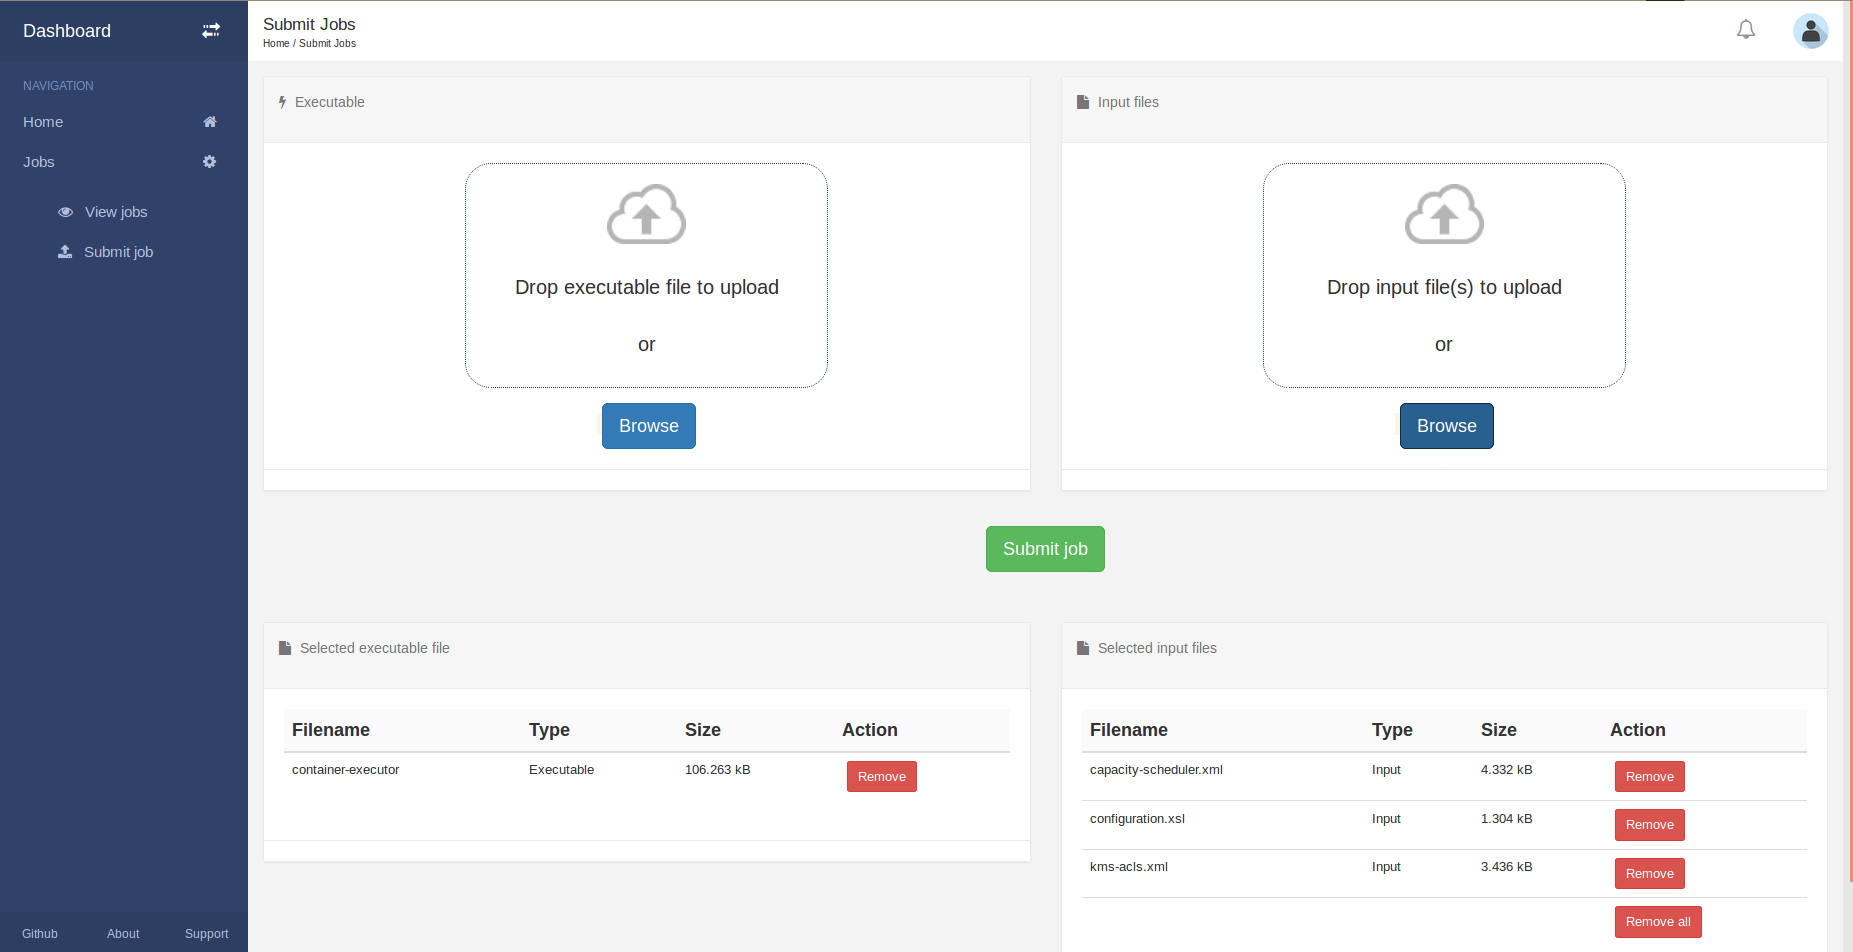 Dashboard
NAVIGATION
Home
Jobs
View jobs
Submit job
Github About Support
Submit Jobs
Home / Submit Jobs
Executable
Drop executable file to upload
or
Browse
Input files
Drop input file(s) to upload
or
Browse
Submit job
Selected executable file
Filename Type Size Action
container-executor Executable 106.263 kB Remove
Selected input files
Filename Type Size Action
capacity-scheduler.xml Input 4.332 kB Remove
configuration.xsl Input 1.304 kB Remove
kms-acls.xml Input 3.436 kB Remove
Remove all